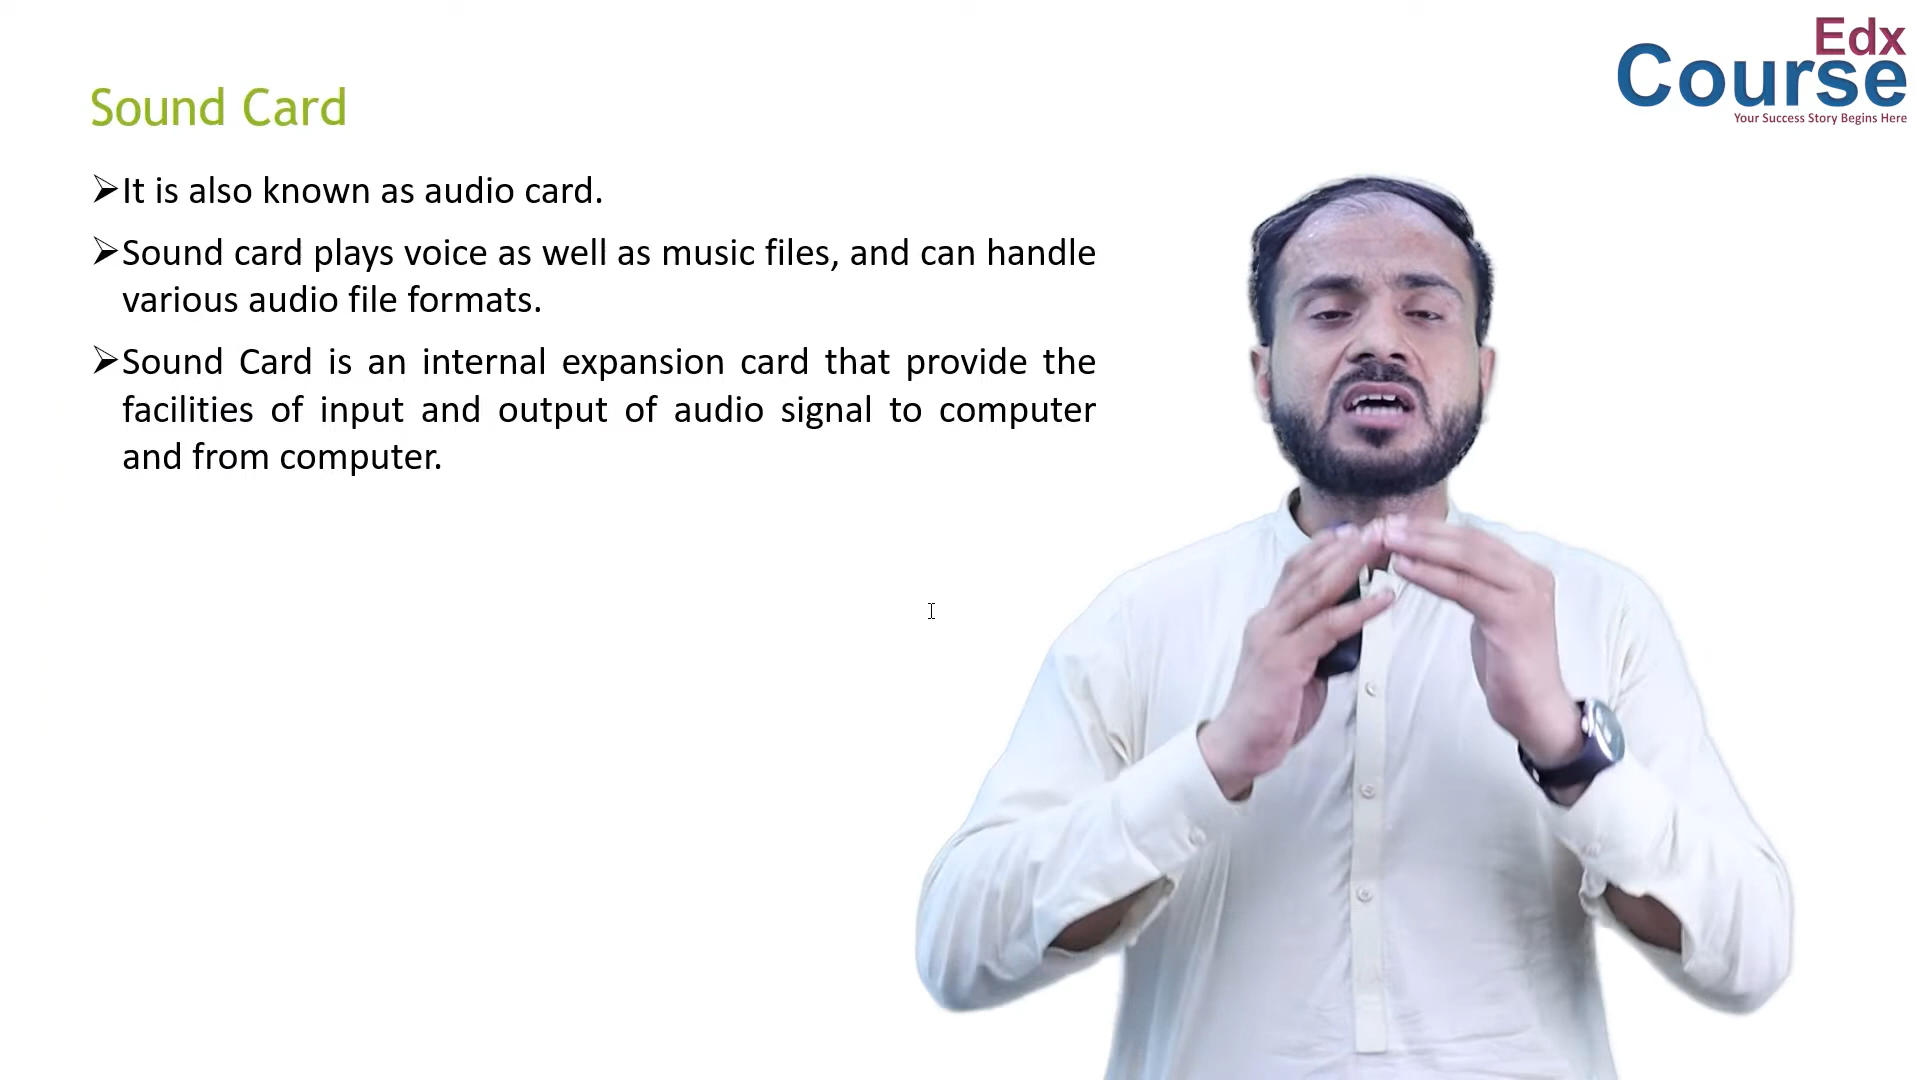 Edx
Course
Your Success Story Begins Here
Sound Card
➢It is also known as audio card.
➢Sound card plays voice as well as music files, and can handle
various audio file formats.
➢Sound Card is an internal expansion card that provide the
facilities of input and output of audio signal to computer
and from computer.